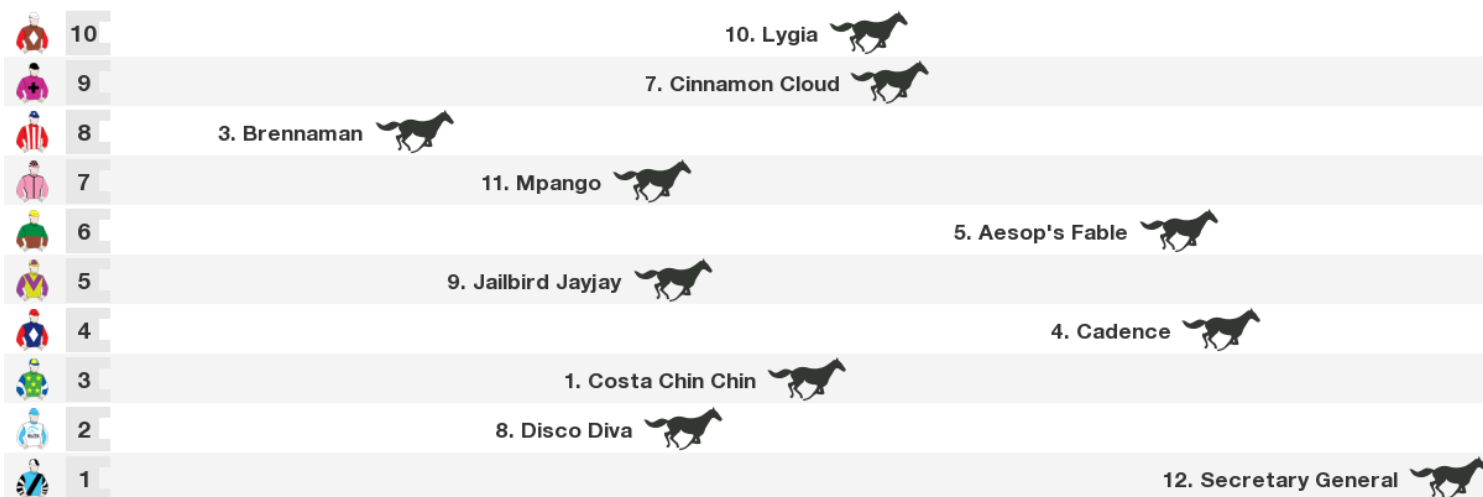 10 10. Lygia
9 7. Cinnamon Cloud
8 3. Brennaman
7 11. Mpango
6 5. Aesop's Fable
5 9. Jailbird Jayjay
4 4. Cadence
3 1. Costa Chin Chin
2 8. Disco Diva
1 12. Secretary General